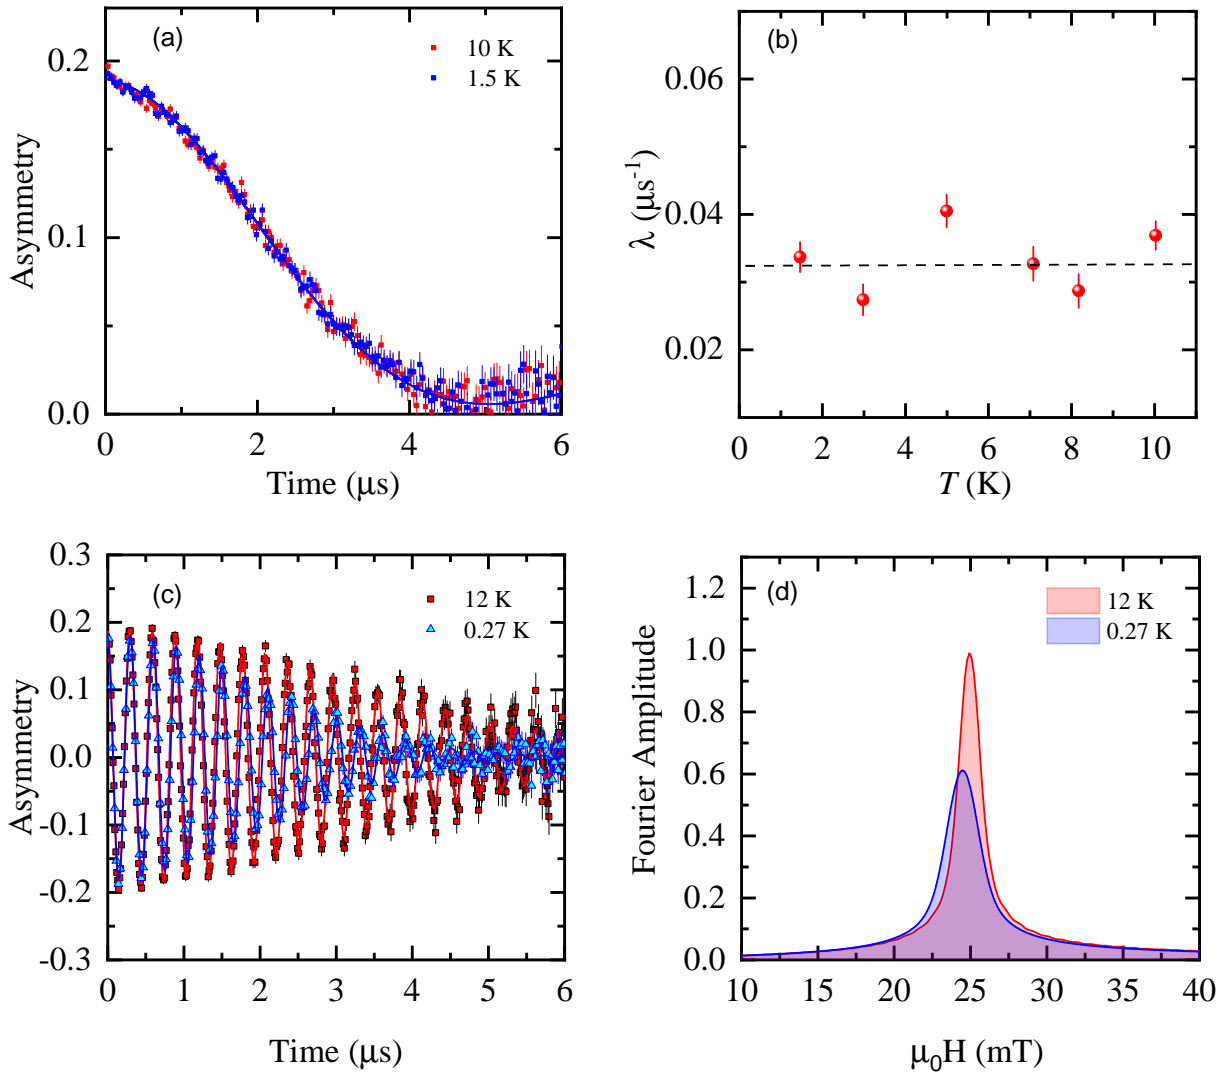 (a)
10 K
1.5 K
0.2
0.1
0.0
Asymmetry
0 2 4 6
Time (μs)
(b)
0.06
0.04
0.02
λ (μs⁻¹)
0 2 4 6 8 10
T (K)
(c)
12 K
0.27 K
0.3
0.2
0.1
0.0
-0.1
-0.2
-0.3
Asymmetry
0 1 2 3 4 5 6
Time (μs)
(d)
12 K
0.27 K
1.2
1.0
0.8
0.6
0.4
0.2
0.0
Fourier Amplitude
10 15 20 25 30 35 40
μ₀H (mT)